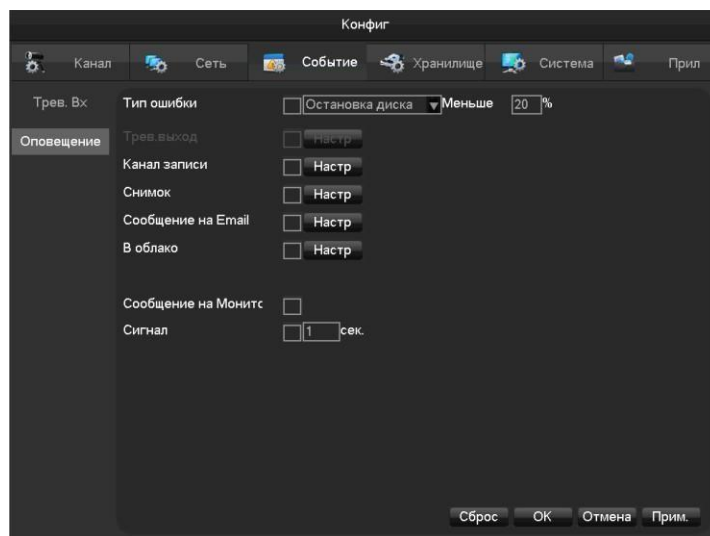 Конфиг
Канал Сеть Событие Хранилище Система Прил
Трев. Вх
Оповещение
Тип ошибки Остановка диска Меньше 20 %
Трев.выход Настр
Канал записи Настр
Снимок Настр
Сообщение на Email Настр
В облако Настр
Сообщение на Монитс
Сигнал 1 сек.
Сброс OK Отмена Прим.